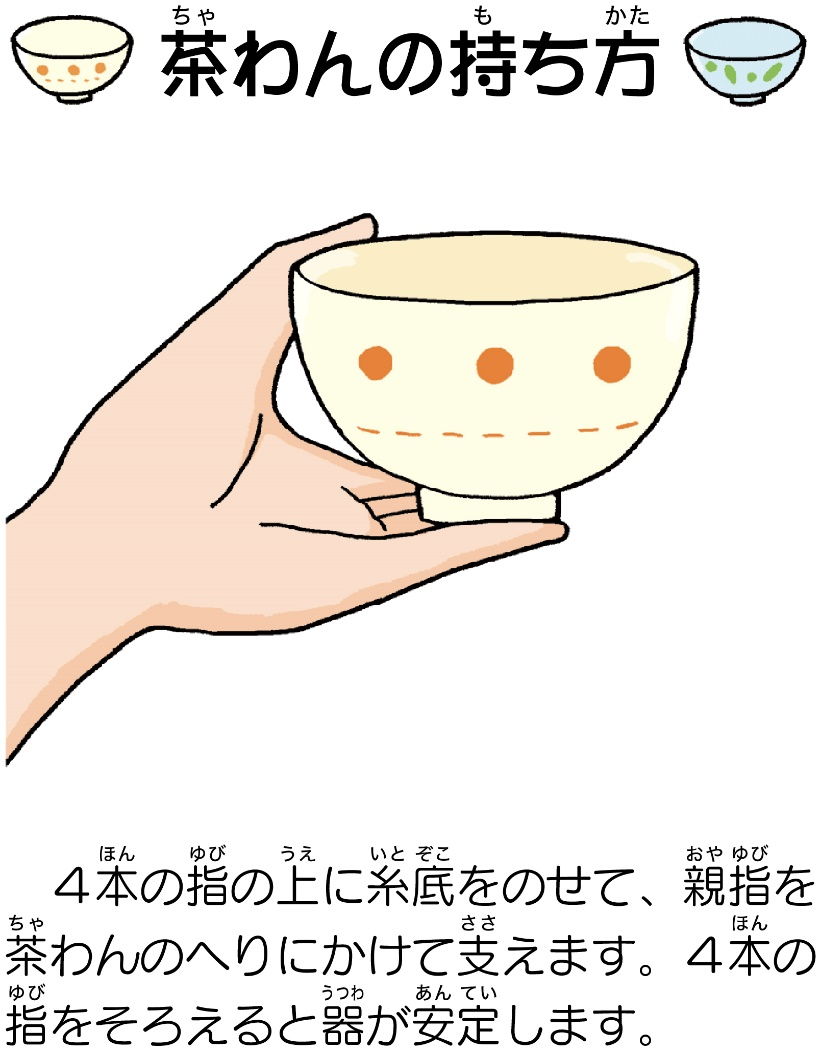 茶わんの持ち方
４本の指の上に糸底をのせて、親指を
茶わんのへりにかけて支えます。４本の
指をそろえると器が安定します。